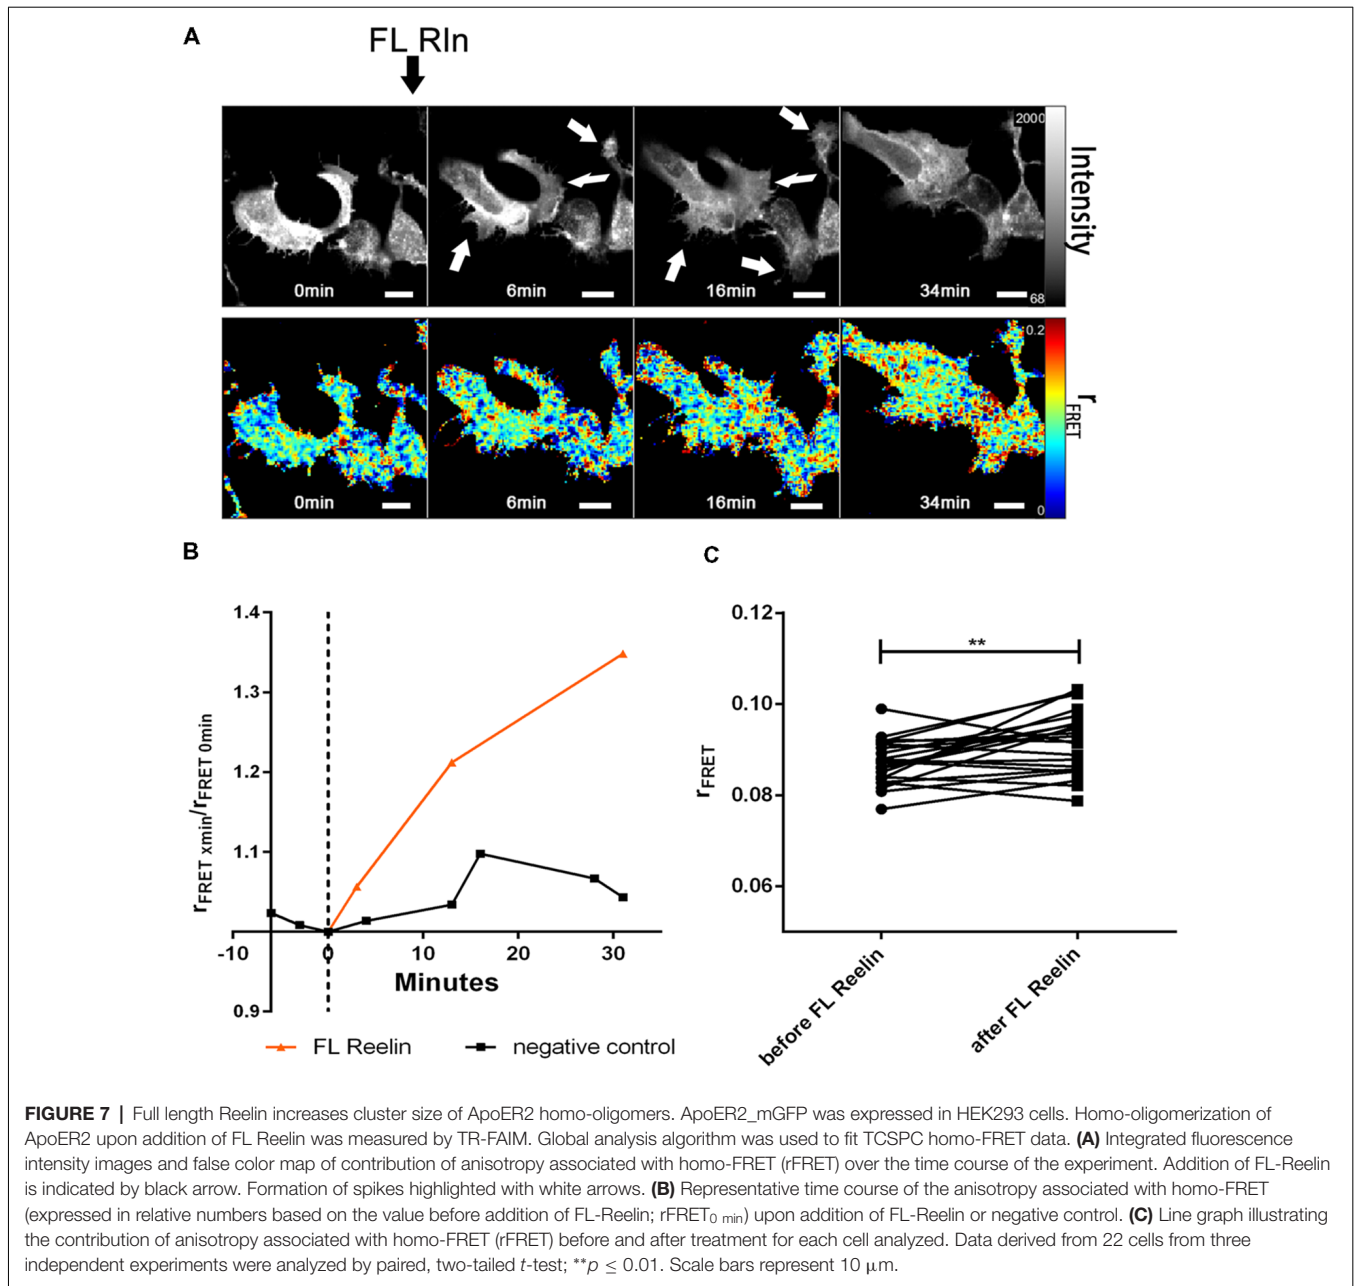 A
FL Rln
2000
Intensity
68
0min
6min
16min
34min
0.2
rFRET
0
0min
6min
16min
34min
B
C
1.4
1.3
1.2
1.1
0.9
rFRET xmin/rFRET 0min
-10
0
10
20
30
Minutes
FL Reelin
negative control
0.12
0.10
0.08
0.06
rFRET
**
before FL Reelin
after FL Reelin
FIGURE 7 | Full length Reelin increases cluster size of ApoER2 homo-oligomers. ApoER2_mGFP was expressed in HEK293 cells. Homo-oligomerization of
ApoER2 upon addition of FL Reelin was measured by TR-FAIM. Global analysis algorithm was used to fit TCSPC homo-FRET data. (A) Integrated fluorescence
intensity images and false color map of contribution of anisotropy associated with homo-FRET (rFRET) over the time course of the experiment. Addition of FL-Reelin
is indicated by black arrow. Formation of spikes highlighted with white arrows. (B) Representative time course of the anisotropy associated with homo-FRET
(expressed in relative numbers based on the value before addition of FL-Reelin; rFRET0 min) upon addition of FL-Reelin or negative control. (C) Line graph illustrating
the contribution of anisotropy associated with homo-FRET (rFRET) before and after treatment for each cell analyzed. Data derived from 22 cells from three
independent experiments were analyzed by paired, two-tailed t-test; **p ≤ 0.01. Scale bars represent 10 μm.